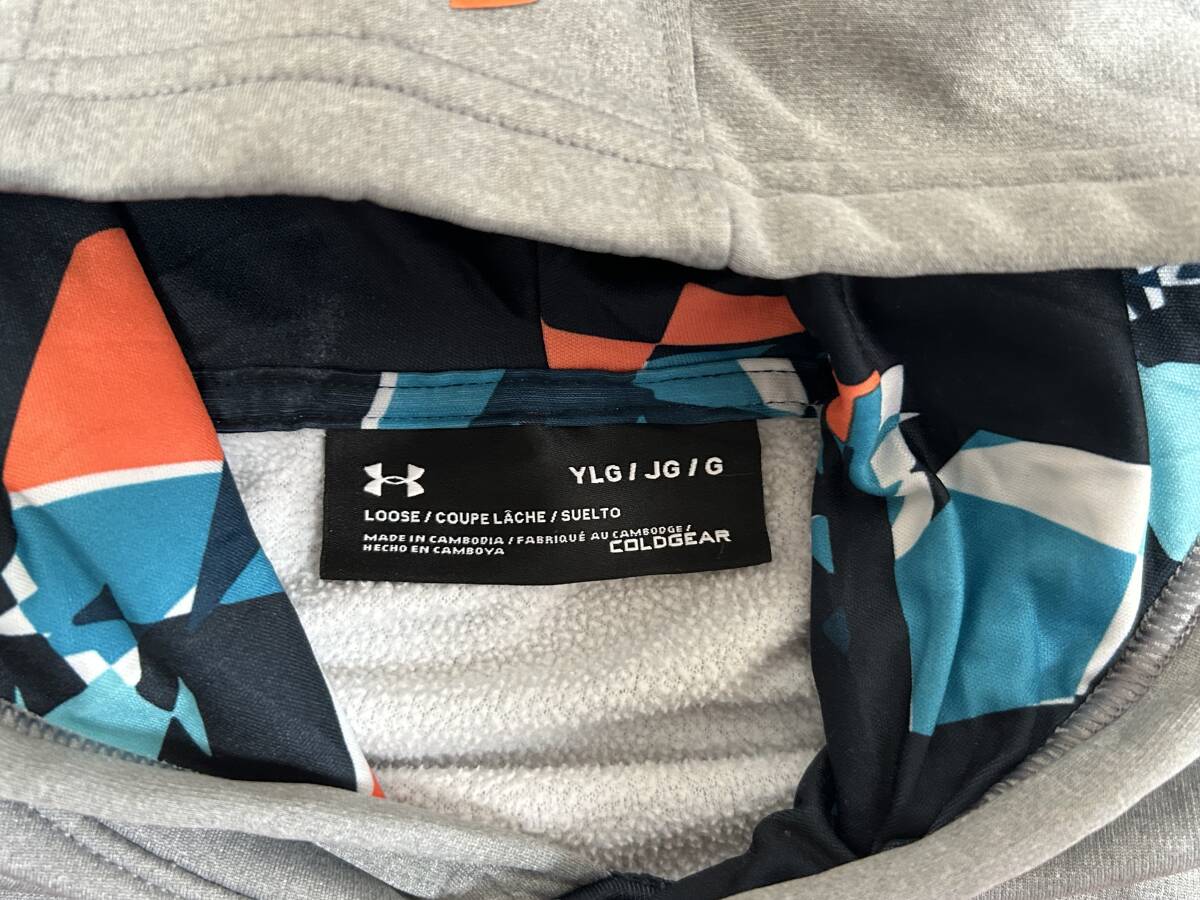 YLG / JG / G
LOOSE / COUPE LÂCHE / SUELTO
MADE IN CAMBODIA / FABRIQUÉ AU CAMBODGE /
HECHO EN CAMBOYA
COLDGEAR